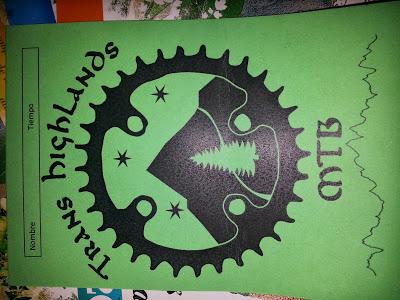 Nombre
Tiempo
Trans highlands
MTB